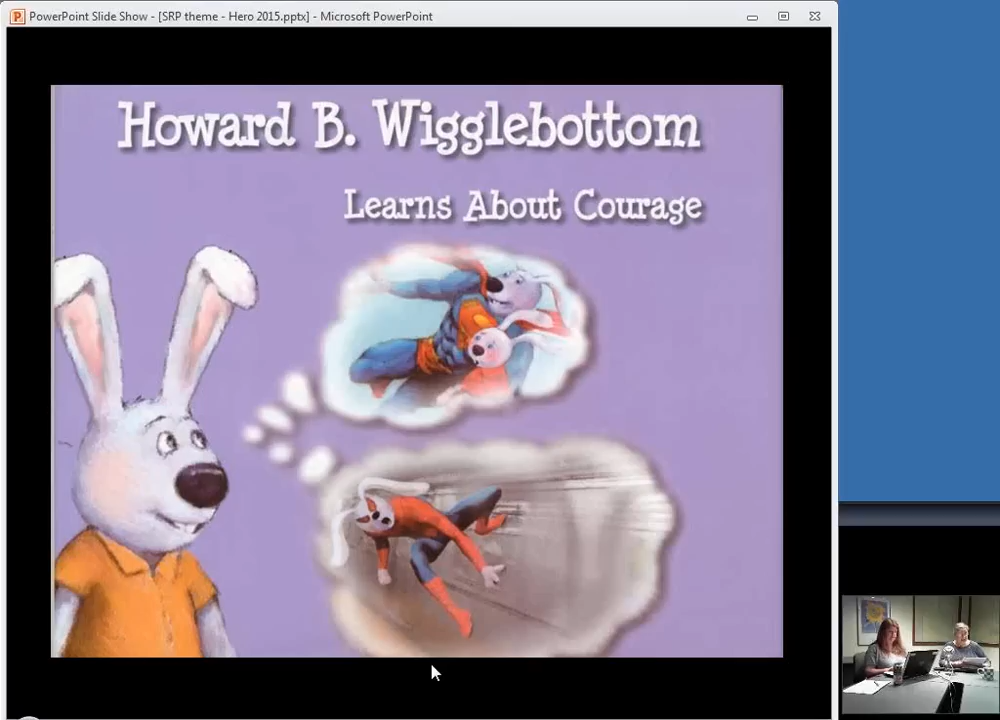 PowerPoint Slide Show - [SRP theme - Hero 2015.pptx] - Microsoft PowerPoint
Howard B. Wigglebottom
Learns About Courage